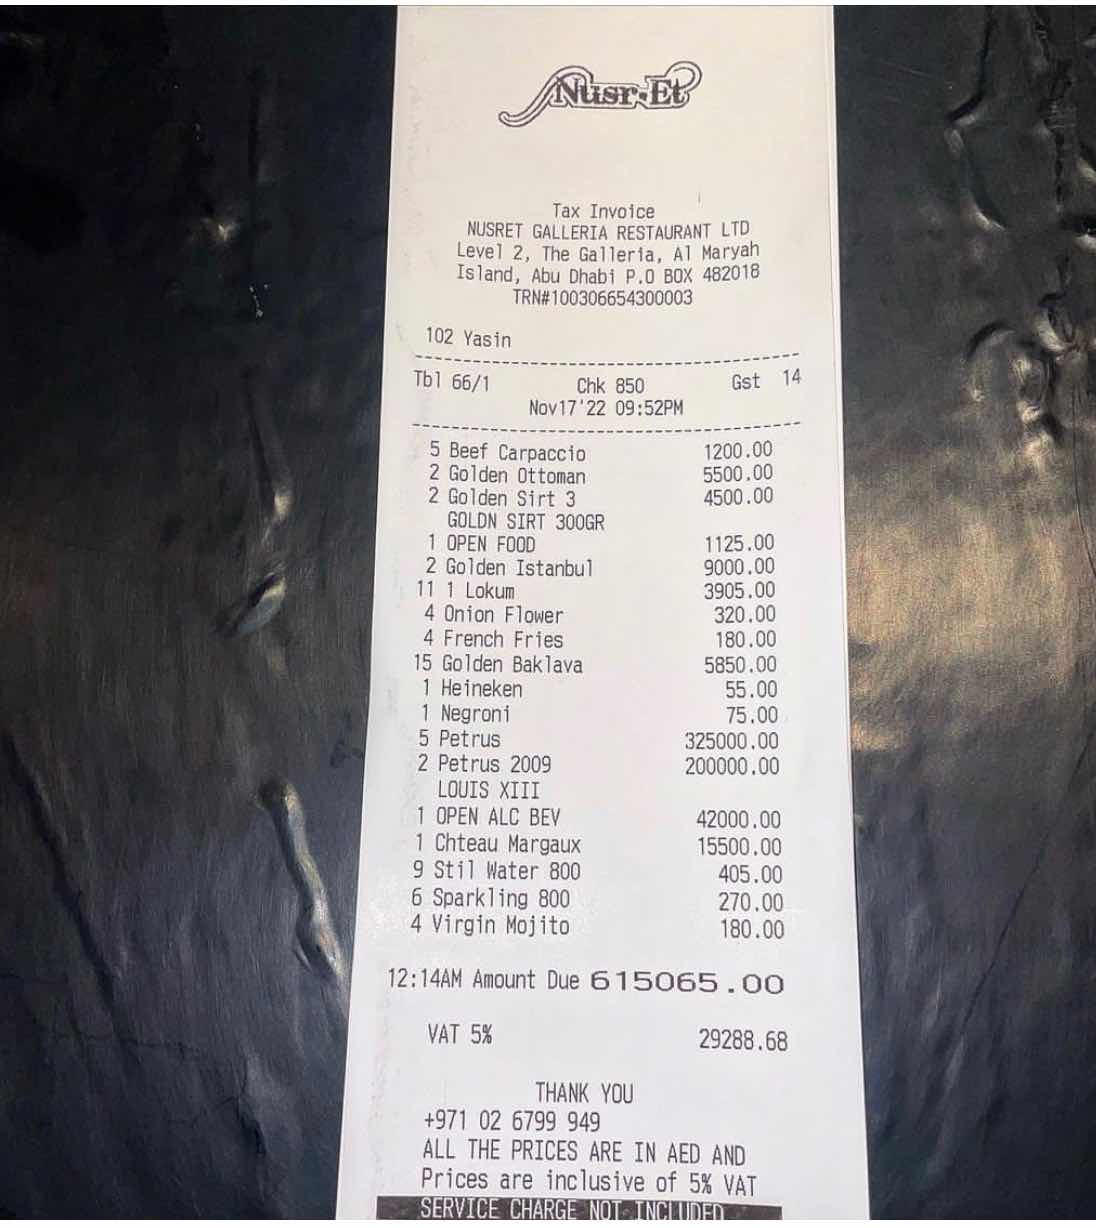 Nusr-Et
Tax Invoice
NUSRET GALLERIA RESTAURANT LTD
Level 2, The Galleria, Al Maryah
Island, Abu Dhabi P.O BOX 482018
TRN#100306654300003
102 Yasin
Tbl 66/1 Chk 850 Gst 14
Nov17'22 09:52PM
5 Beef Carpaccio 1200.00
2 Golden Ottoman 5500.00
2 Golden Sirt 3 4500.00
GOLDN SIRT 300GR
1 OPEN FOOD 1125.00
2 Golden Istanbul 9000.00
11 1 Lokum 3905.00
4 Onion Flower 320.00
4 French Fries 180.00
15 Golden Baklava 5850.00
1 Heineken 55.00
1 Negroni 75.00
5 Petrus 325000.00
2 Petrus 2009 200000.00
LOUIS XIII
1 OPEN ALC BEV 42000.00
1 Chteau Margaux 15500.00
9 Stil Water 800 405.00
6 Sparkling 800 270.00
4 Virgin Mojito 180.00
12:14AM Amount Due 615065.00
VAT 5% 29288.68
THANK YOU
+971 02 6799 949
ALL THE PRICES ARE IN AED AND
Prices are inclusive of 5% VAT
SERVICE CHARGE NOT INCLUDED